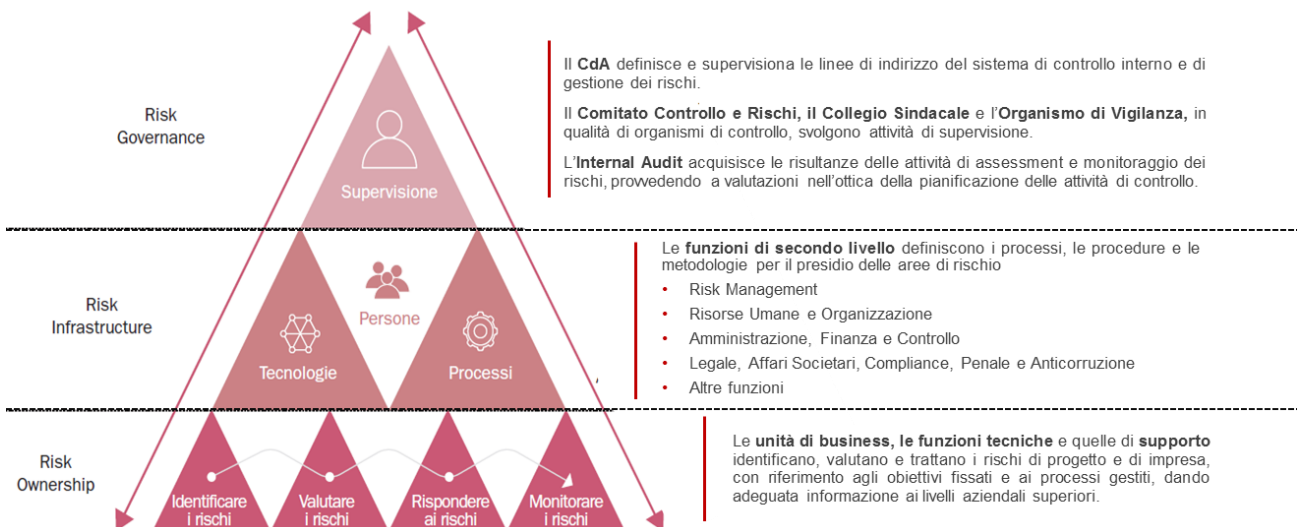 Risk
Governance
Supervisione
Il CdA definisce e supervisiona le linee di indirizzo del sistema di controllo interno e di
gestione dei rischi.
Il Comitato Controllo e Rischi, il Collegio Sindacale e l'Organismo di Vigilanza, in
qualità di organismi di controllo, svolgono attività di supervisione.
L'Internal Audit acquisisce le risultanze delle attività di assessment e monitoraggio dei
rischi, provvedendo a valutazioni nell'ottica della pianificazione delle attività di controllo.
Risk
Infrastructure
Tecnologie
Persone
Processi
Le funzioni di secondo livello definiscono i processi, le procedure e le
metodologie per il presidio delle aree di rischio
• Risk Management
• Risorse Umane e Organizzazione
• Amministrazione, Finanza e Controllo
• Legale, Affari Societari, Compliance, Penale e Anticorruzione
• Altre funzioni
Risk
Ownership
Identificare
i rischi
Valutare
i rischi
Rispondere
ai rischi
Monitorare
i rischi
Le unità di business, le funzioni tecniche e quelle di supporto
identificano, valutano e trattano i rischi di progetto e di impresa,
con riferimento agli obiettivi fissati e ai processi gestiti, dando
adeguata informazione ai livelli aziendali superiori.